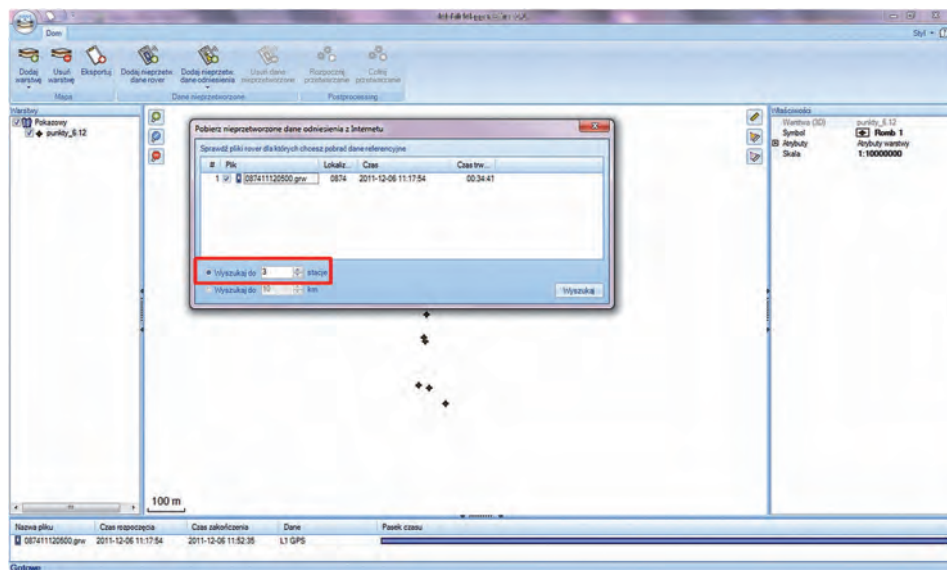 Dom
Styl
Dodaj warstwę
Usuń warstwę
Eksportuj
Dodaj nieprzetw. dane rover
Dodaj nieprzetw. dane odniesienia
Usuń dane nieprzetworzone
Rozpocznij przetwarzanie
Cofnij przetwarzanie
Mapa
Dane nieprzetworzone
Postprocessing
Warstwy
Pokazowy
punkty_6.12
Pobierz nieprzetworzone dane odniesienia z Internetu
Sprawdź pliki rover dla których chcesz pobrać dane referencyjne
# Plik Lokaliz... Czas Czas trw...
1 087411120500.grw 0874 2011-12-06 11:17:54 00:34:41
Wyszukaj do 3 stacje
Wyszukaj do 10 km
Wyszukaj
Właściwości
Warstwa (3D) punkty_6.12
Symbol Romb 1
Atrybuty Atrybuty warstwy
Skala 1:10000000
100 m
Nazwa pliku Czas rozpoczęcia Czas zakończenia Dane Pasek czasu
087411120500.grw 2011-12-06 11:17:54 2011-12-06 11:52:35 L1 GPS
Gotowe